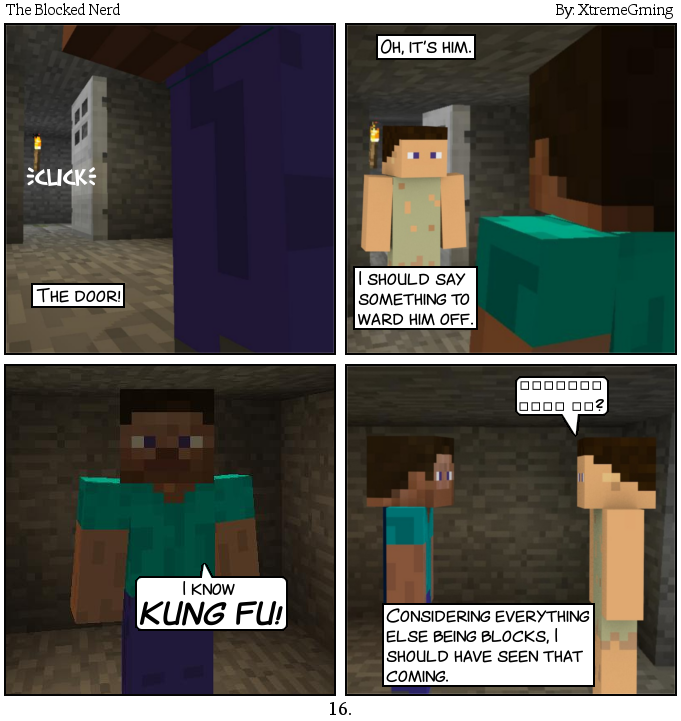 The Blocked Nerd
By: XtremeGming
CLICK
THE DOOR!
OH, IT'S HIM.
I SHOULD SAY
SOMETHING TO
WARD HIM OFF.
I KNOW
KUNG FU!
□□□□□□□
□□□□ □□?
CONSIDERING EVERYTHING
ELSE BEING BLOCKS, I
SHOULD HAVE SEEN THAT
COMING.
16.